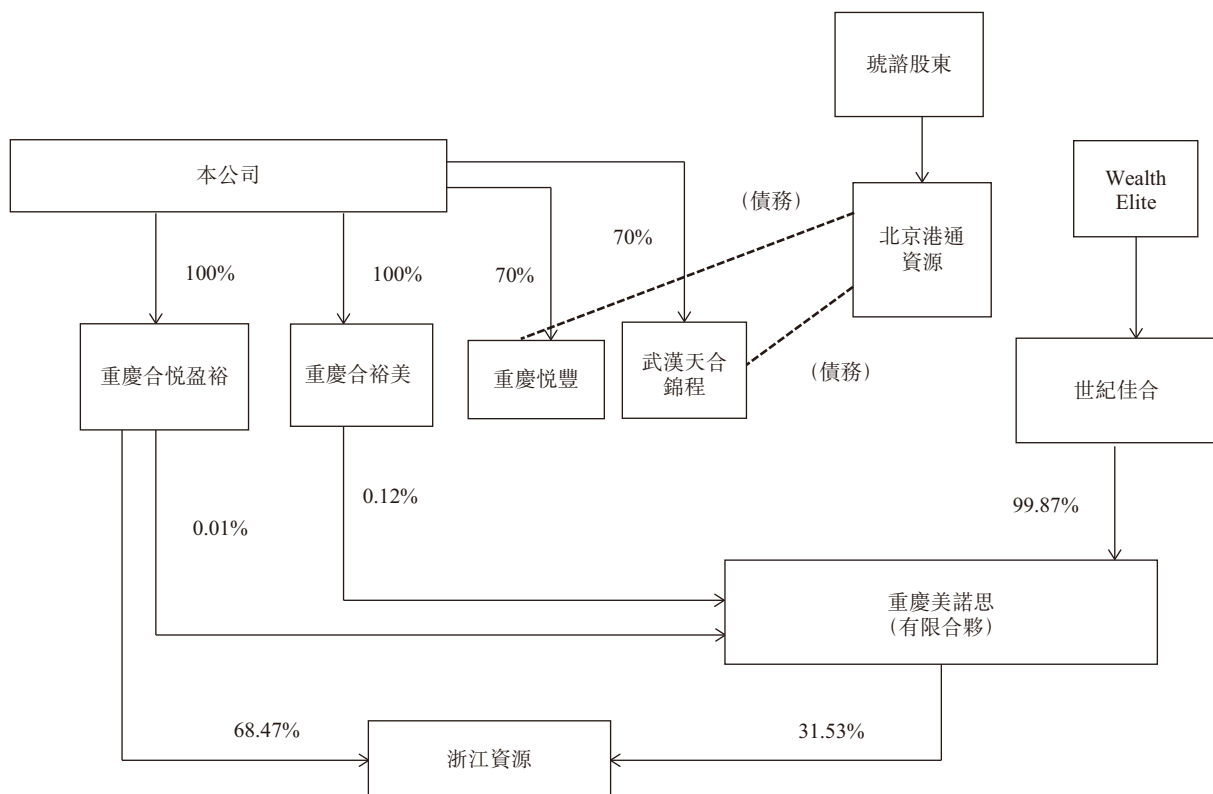 琥諮股東
本公司
Wealth
Elite
(債務)
北京港通
資源
70%
100%
100%
70%
重慶合悦盈裕
重慶合裕美
重慶悦豐
武漢天合
錦程
(債務)
世紀佳合
0.12%
0.01%
99.87%
重慶美諾思
(有限合夥)
68.47%
31.53%
浙江資源